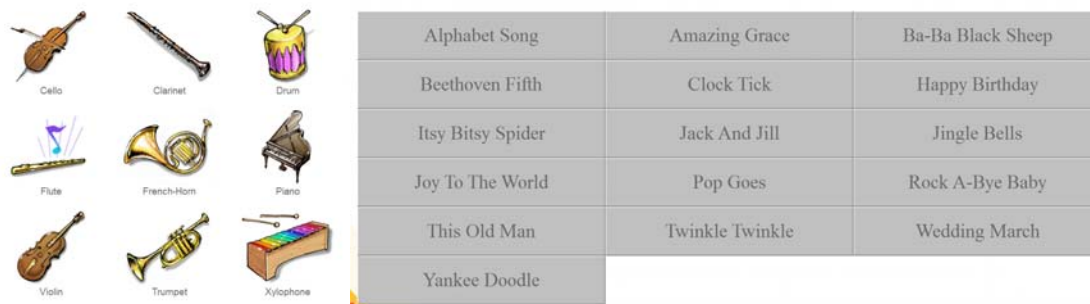 Cello Clarinet Drum
Flute French-Horn Piano
Violin Trumpet Xylophone
Alphabet Song Amazing Grace Ba-Ba Black Sheep
Beethoven Fifth Clock Tick Happy Birthday
Itsy Bitsy Spider Jack And Jill Jingle Bells
Joy To The World Pop Goes Rock A-Bye Baby
This Old Man Twinkle Twinkle Wedding March
Yankee Doodle